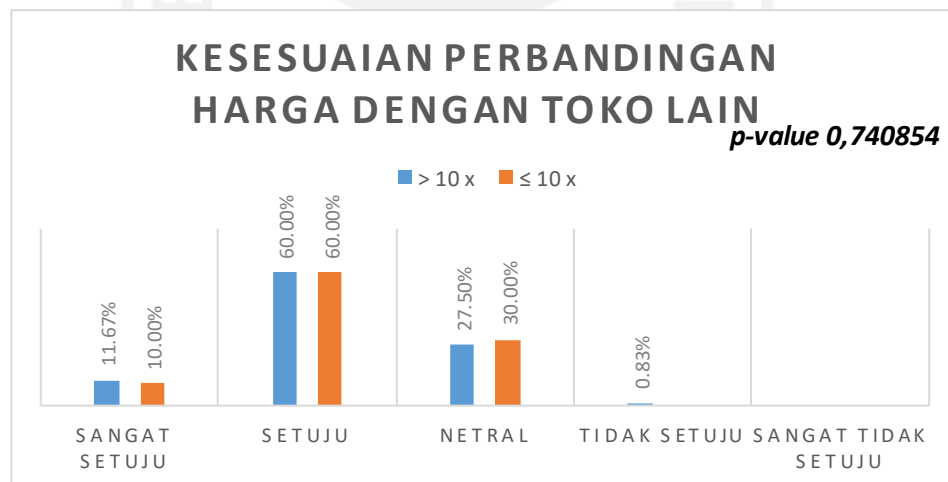 KESESUAIAN PERBANDINGAN
HARGA DENGAN TOKO LAIN
p-value 0,740854
> 10 x ≤ 10 x
11.67%
10.00%
60.00%
60.00%
27.50%
30.00%
0.83%
SANGAT SETUJU
SETUJU
NETRAL
TIDAK SETUJU
SANGAT TIDAK SETUJU